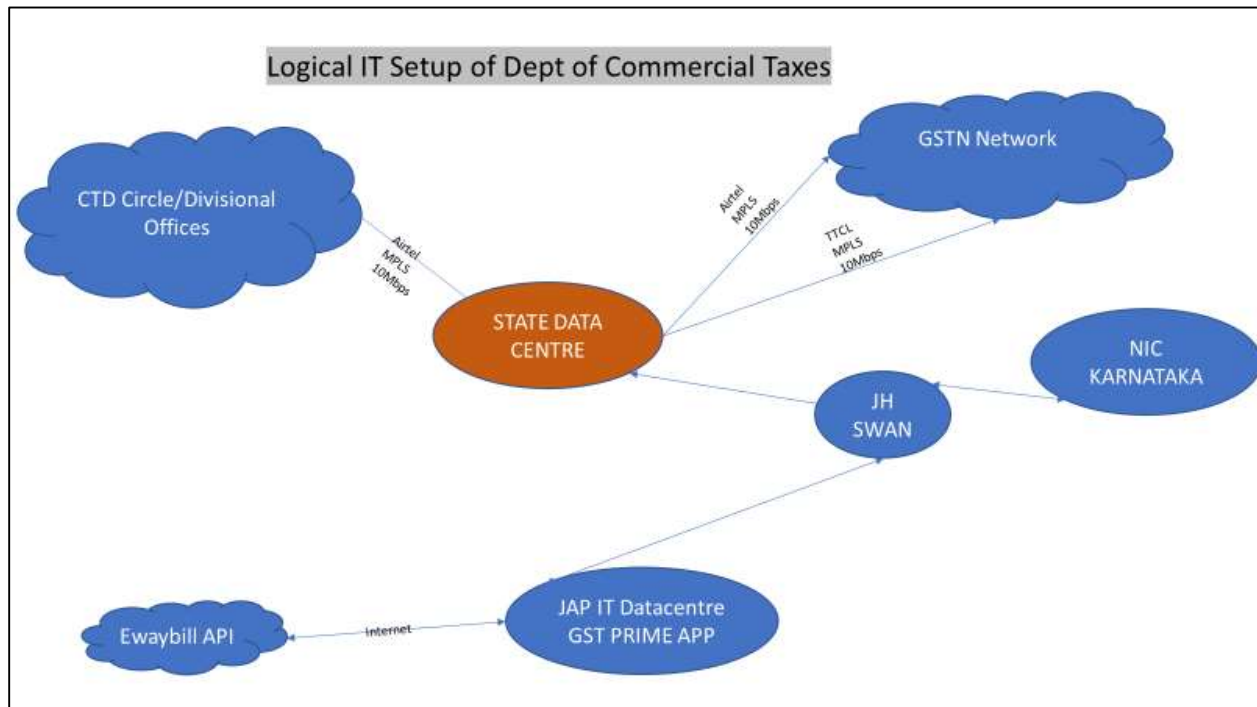 Logical IT Setup of Dept of Commercial Taxes
CTD Circle/Divisional
Offices
GSTN Network
Airtel
MPLS
10Mbps
Airtel
MPLS
10Mbps
TTCL
MPLS
10Mbps
STATE DATA
CENTRE
NIC
KARNATAKA
JH
SWAN
JAP IT Datacentre
GST PRIME APP
Ewaybill API
Internet